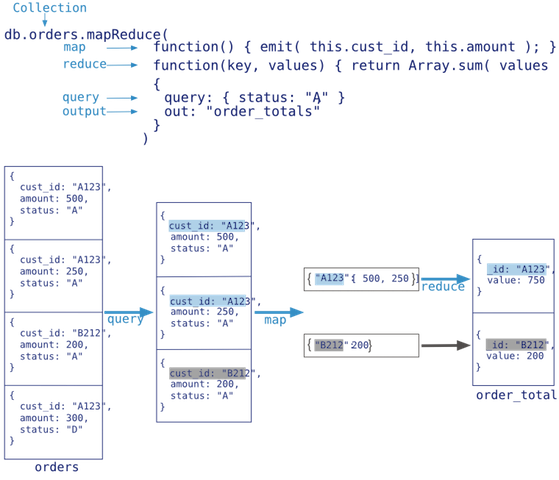 Collection
db.orders.mapReduce(
map function() { emit( this.cust_id, this.amount ); }
reduce function(key, values) { return Array.sum( values
{
query query: { status: "A" }
output out: "order_totals"
}
)
{
cust_id: "A123",
amount: 500,
status: "A"
}
{
cust_id: "A123",
amount: 250,
status: "A"
}
{
cust_id: "B212",
amount: 200,
status: "A"
}
{
cust_id: "A123",
amount: 300,
status: "D"
}
orders
query
{
cust_id: "A123",
amount: 500,
status: "A"
}
{
cust_id: "A123",
amount: 250,
status: "A"
}
{
cust_id: "B212",
amount: 200,
status: "A"
}
map
{ "A123": [ 500, 250 ] }
{ "B212": 200 }
reduce
{
_id: "A123",
value: 750
}
{
_id: "B212",
value: 200
}
order_total